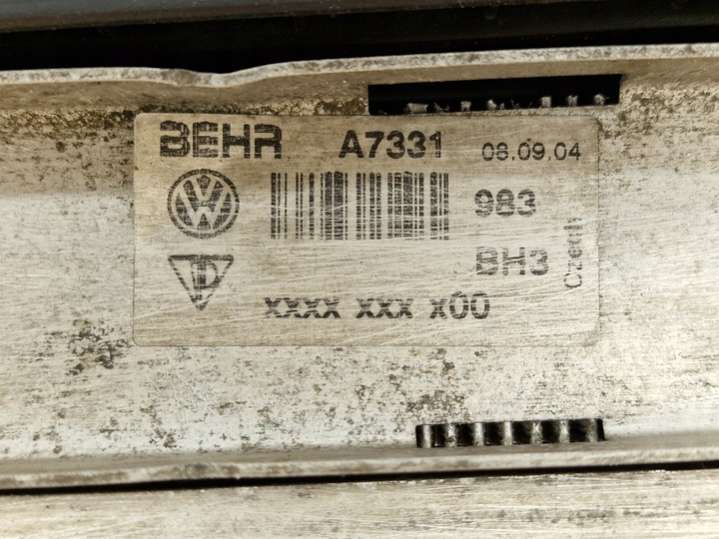 BEHR A7331 08.09.04
983
BH3
Czech
xxxx xxx x00